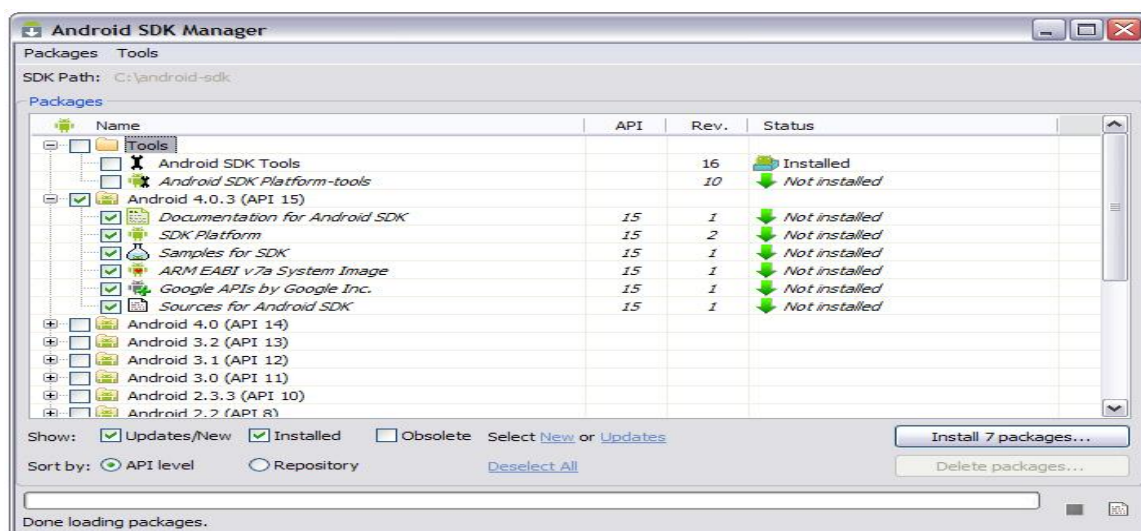 Android SDK Manager
Packages Tools
SDK Path: C:\android-sdk
Packages
Name API Rev. Status
Tools
Android SDK Tools 16 Installed
Android SDK Platform-tools 10 Not installed
Android 4.0.3 (API 15)
Documentation for Android SDK 15 1 Not installed
SDK Platform 15 2 Not installed
Samples for SDK 15 1 Not installed
ARM EABI v7a System Image 15 1 Not installed
Google APIs by Google Inc. 15 1 Not installed
Sources for Android SDK 15 1 Not installed
Android 4.0 (API 14)
Android 3.2 (API 13)
Android 3.1 (API 12)
Android 3.0 (API 11)
Android 2.3.3 (API 10)
Android 2.2 (API 8)
Show: Updates/New Installed Obsolete Select New or Updates Install 7 packages...
Sort by: API level Repository Deselect All Delete packages...
Done loading packages.